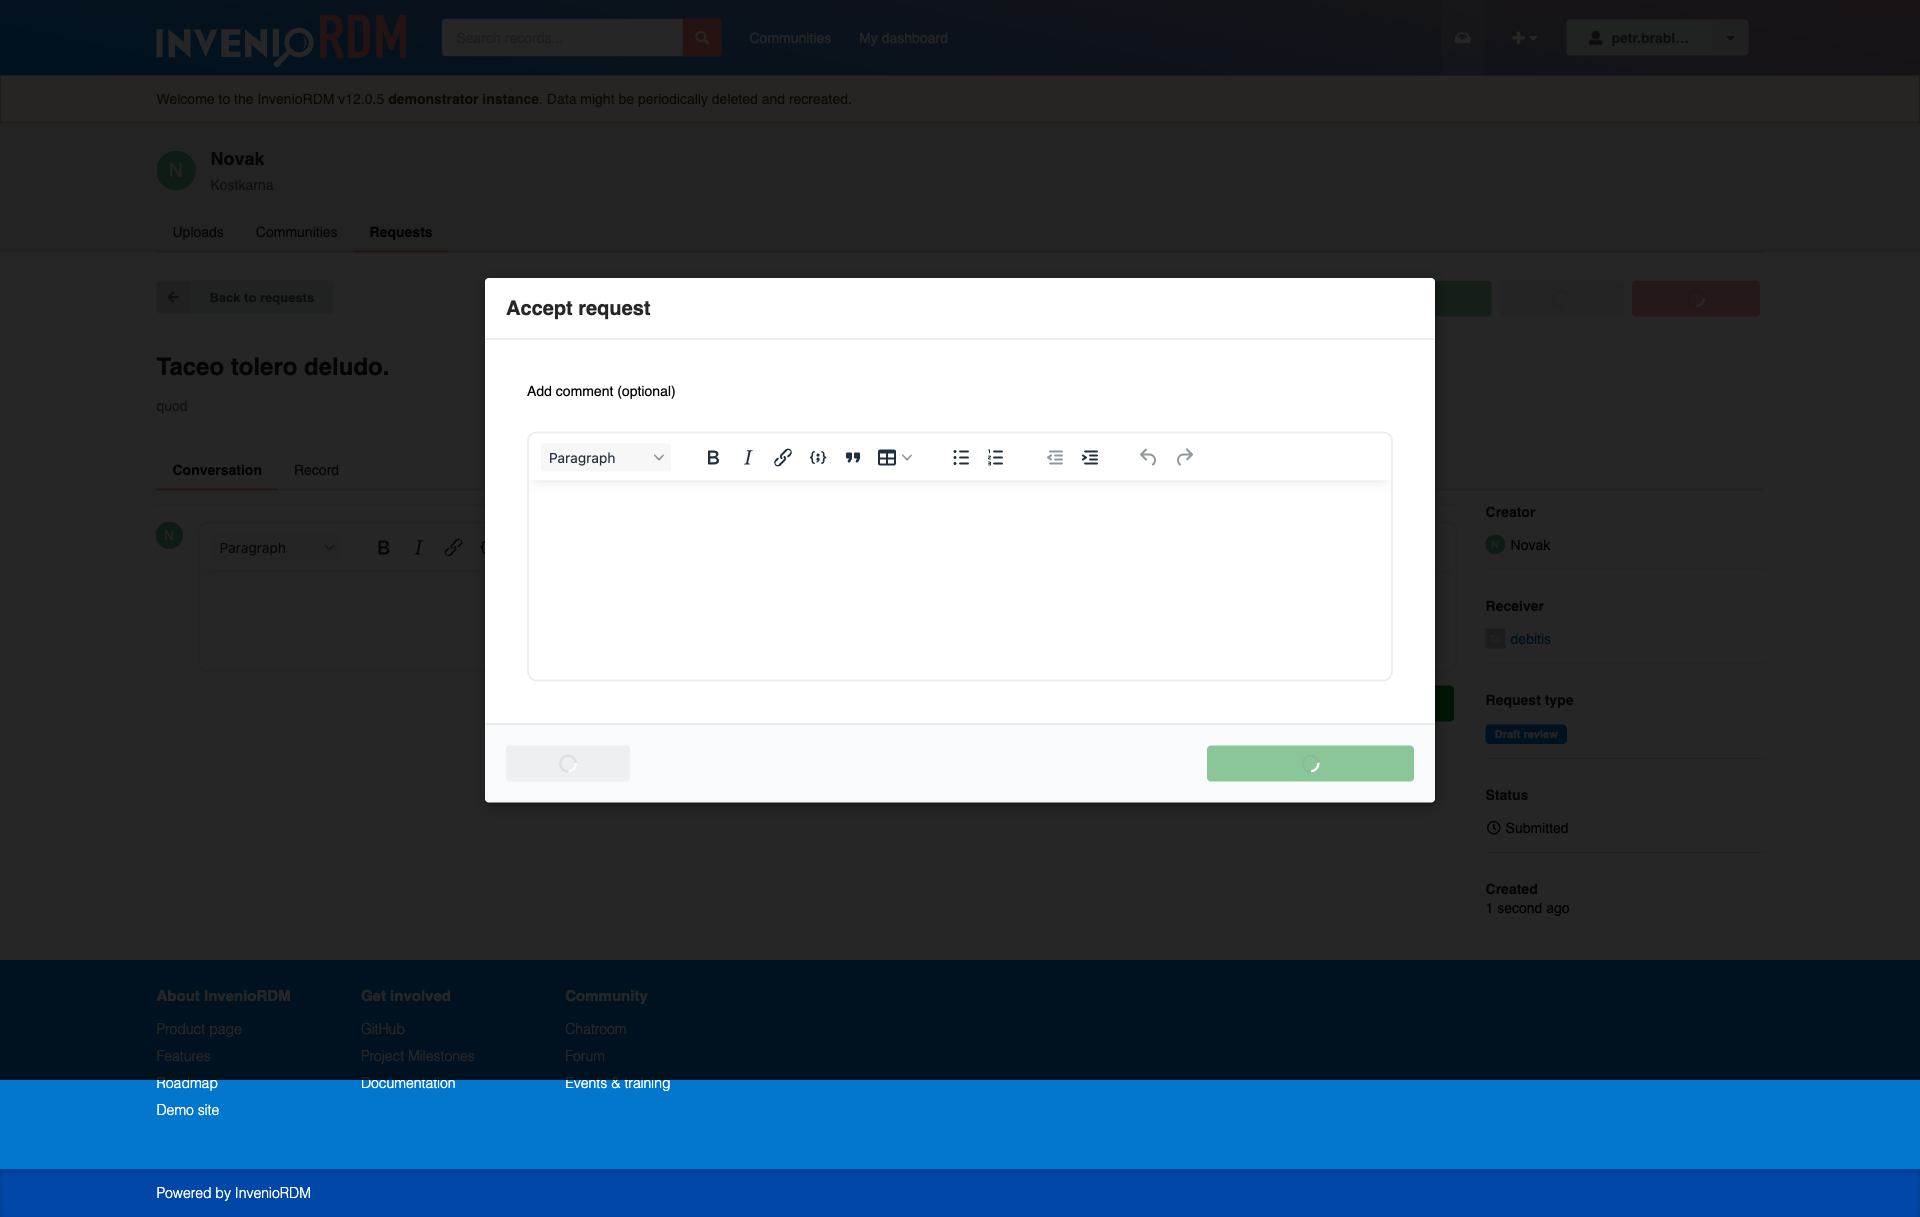 INVENIORDM
Search records...
Communities
My dashboard
petr.brabl...
Welcome to the InvenioRDM v12.0.5 demonstrator instance. Data might be periodically deleted and recreated.
N
Novak
Kostkarna
Uploads
Communities
Requests
Back to requests
Accept request
Taceo tolero deludo.
quod
Add comment (optional)
Paragraph
Conversation
Record
Creator
N
Paragraph
N Novak
Receiver
debitis
Request type
Draft review
Status
Submitted
Created
1 second ago
About InvenioRDM
Get involved
Community
Product page
GitHub
Chatroom
Features
Project Milestones
Forum
Roadmap
Documentation
Events & training
Demo site
Powered by InvenioRDM